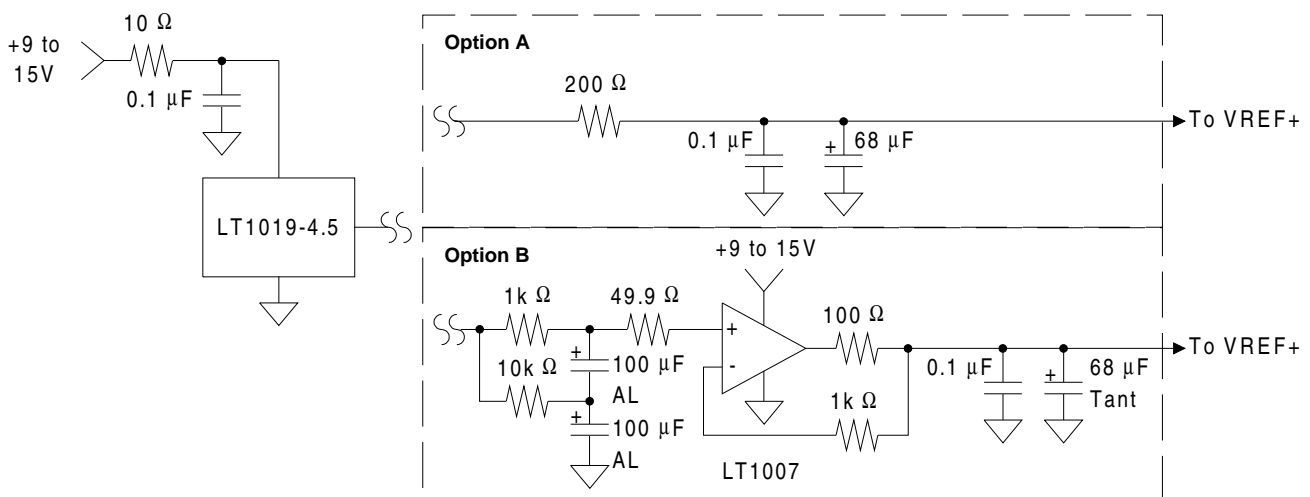 +9 to
15V
10 Ω
0.1 µF
LT1019-4.5
Option A
200 Ω
0.1 µF
+
68 µF
To VREF+
Option B
+9 to 15V
1k Ω
49.9 Ω
10k Ω
+
100 µF
AL
+
100 µF
AL
+
-
100 Ω
1k Ω
LT1007
0.1 µF
+
68 µF
Tant
To VREF+